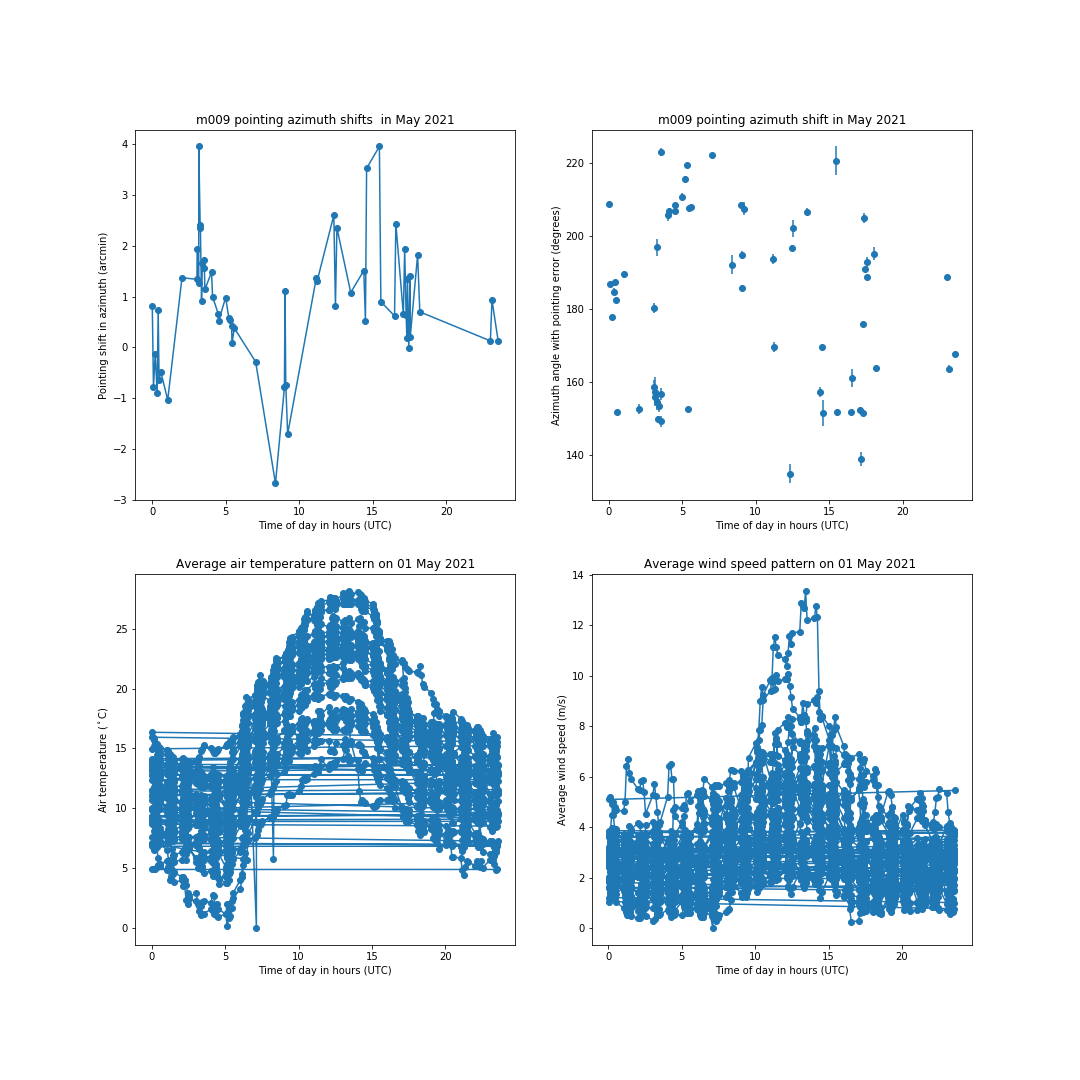 m009 pointing azimuth shifts  in May 2021
4
3
2
1
0
−1
−2
−3
Pointing shift in azimuth (arcmin)
0 5 10 15 20
Time of day in hours (UTC)
m009 pointing azimuth shift in May 2021
220
200
180
160
140
Azimuth angle with pointing error (degrees)
0 5 10 15 20
Time of day in hours (UTC)
Average air temperature pattern on 01 May 2021
25
20
15
10
5
0
Air temperature (˚C)
0 5 10 15 20
Time of day in hours (UTC)
Average wind speed pattern on 01 May 2021
14
12
10
8
6
4
2
0
Average wind speed (m/s)
0 5 10 15 20
Time of day in hours (UTC)